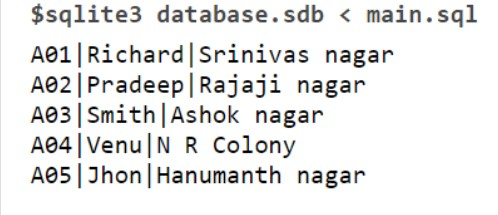 $sqlite3 database.sdb < main.sql
A01|Richard|Srinivas nagar
A02|Pradeep|Rajaji nagar
A03|Smith|Ashok nagar
A04|Venu|N R Colony
A05|Jhon|Hanumanth nagar